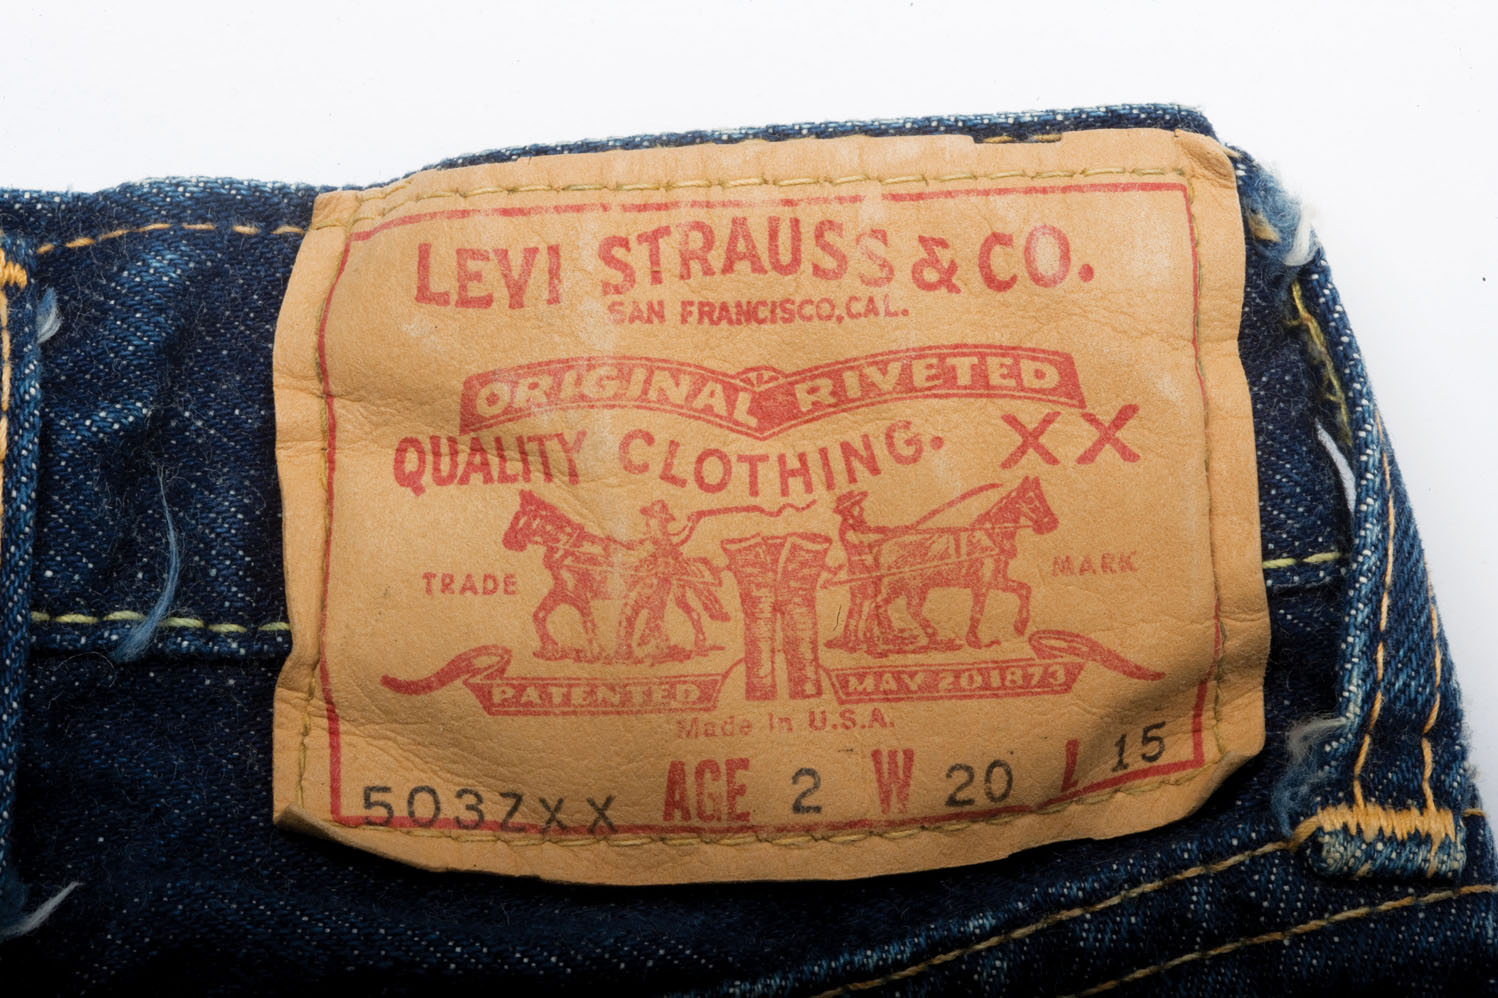 LEVI STRAUSS & CO.
SAN FRANCISCO, CAL.
ORIGINAL RIVETED
QUALITY CLOTHING. XX
TRADE MARK
PATENTED MAY 20 1873
Made in U.S.A.
503ZXX AGE 2 W 20 L 15